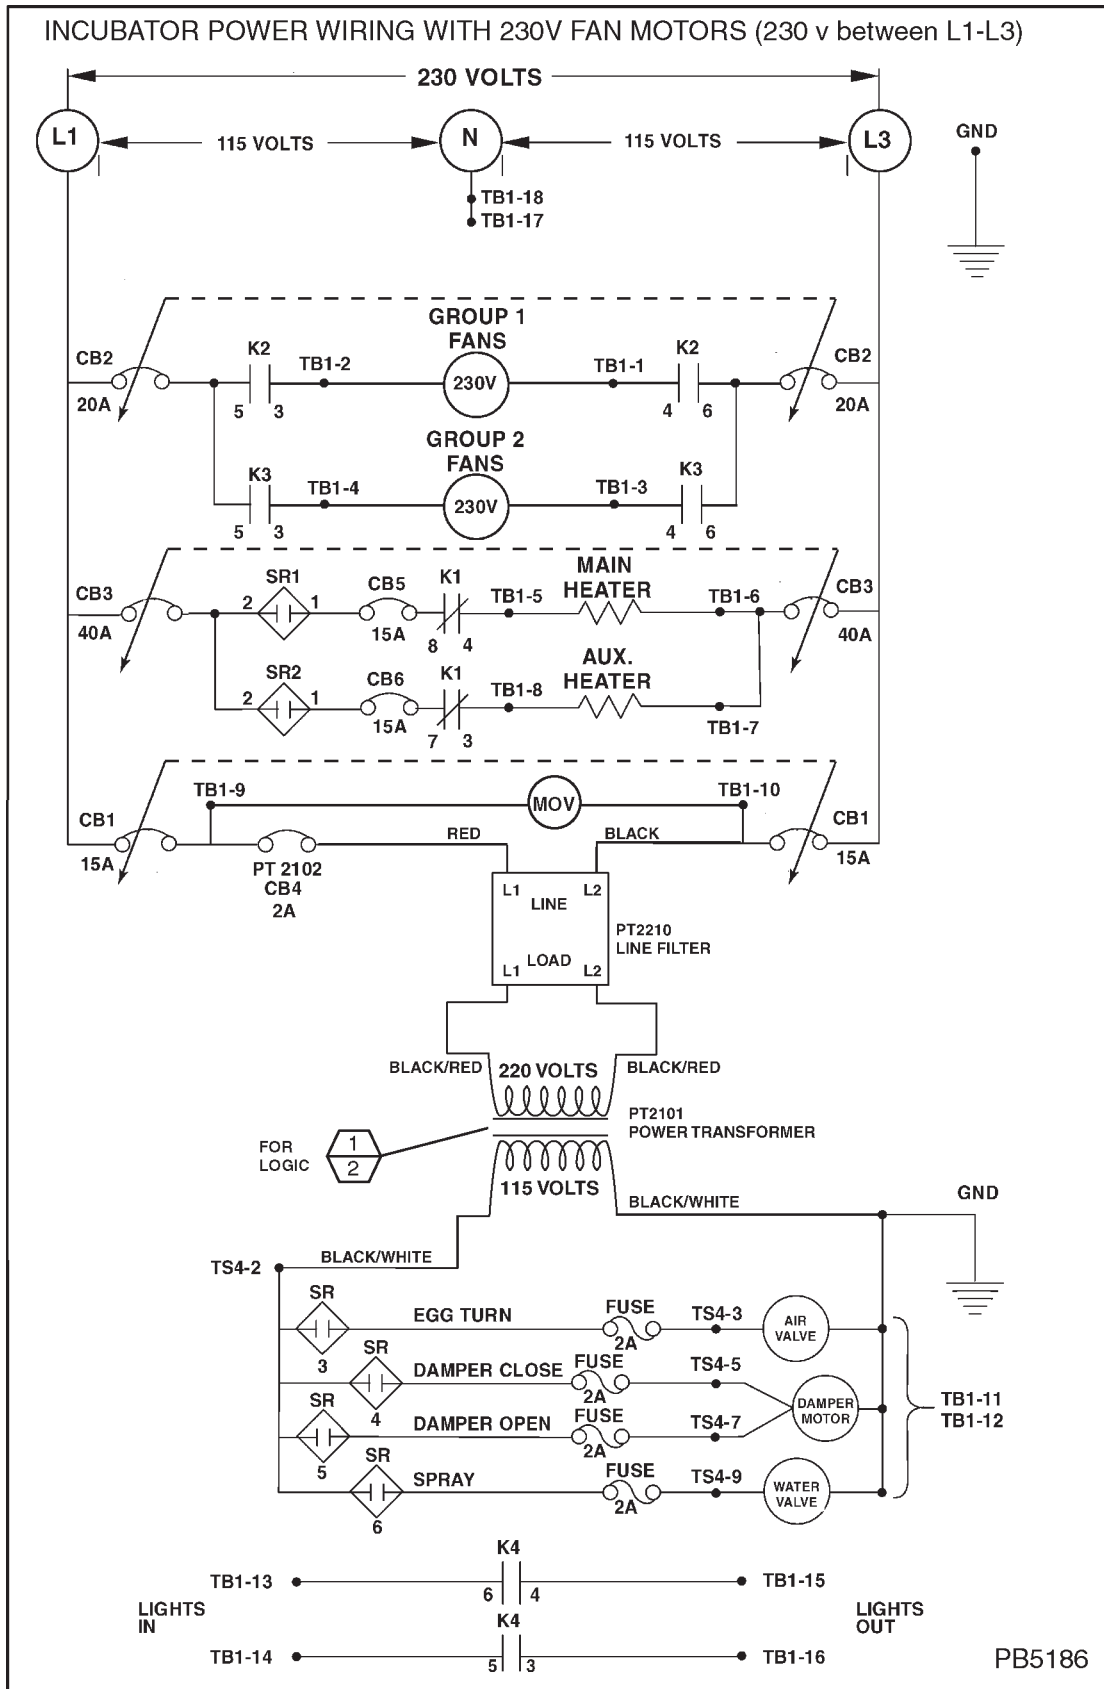 INCUBATOR POWER WIRING WITH 230V FAN MOTORS (230 v between L1-L3)
230 VOLTS
L1
115 VOLTS
N
115 VOLTS
L3
GND
TB1-18
TB1-17
GROUP 1
FANS
CB2
K2
TB1-2
230V
TB1-1
K2
CB2
20A
5
3
4
6
20A
GROUP 2
FANS
K3
TB1-4
230V
TB1-3
K3
5
3
4
6
MAIN
HEATER
CB3
SR1
2
1
CB5
K1
TB1-5
TB1-6
CB3
40A
15A
8
4
40A
AUX.
HEATER
SR2
2
1
CB6
K1
TB1-8
TB1-7
15A
7
3
TB1-9
MOV
TB1-10
CB1
RED
BLACK
CB1
15A
PT 2102
CB4
2A
15A
L1
L2
LINE
PT2210
LINE FILTER
LOAD
L1
L2
BLACK/RED
220 VOLTS
BLACK/RED
PT2101
POWER TRANSFORMER
FOR
LOGIC
1
2
115 VOLTS
BLACK/WHITE
GND
TS4-2
BLACK/WHITE
SR
EGG TURN
FUSE
TS4-3
AIR
VALVE
3
2A
SR
DAMPER CLOSE
FUSE
TS4-5
4
2A
DAMPER
MOTOR
TB1-11
TB1-12
SR
DAMPER OPEN
FUSE
TS4-7
5
2A
SR
SPRAY
FUSE
TS4-9
WATER
VALVE
6
2A
K4
TB1-13
6
4
TB1-15
LIGHTS
IN
LIGHTS
OUT
K4
TB1-14
5
3
TB1-16
PB5186